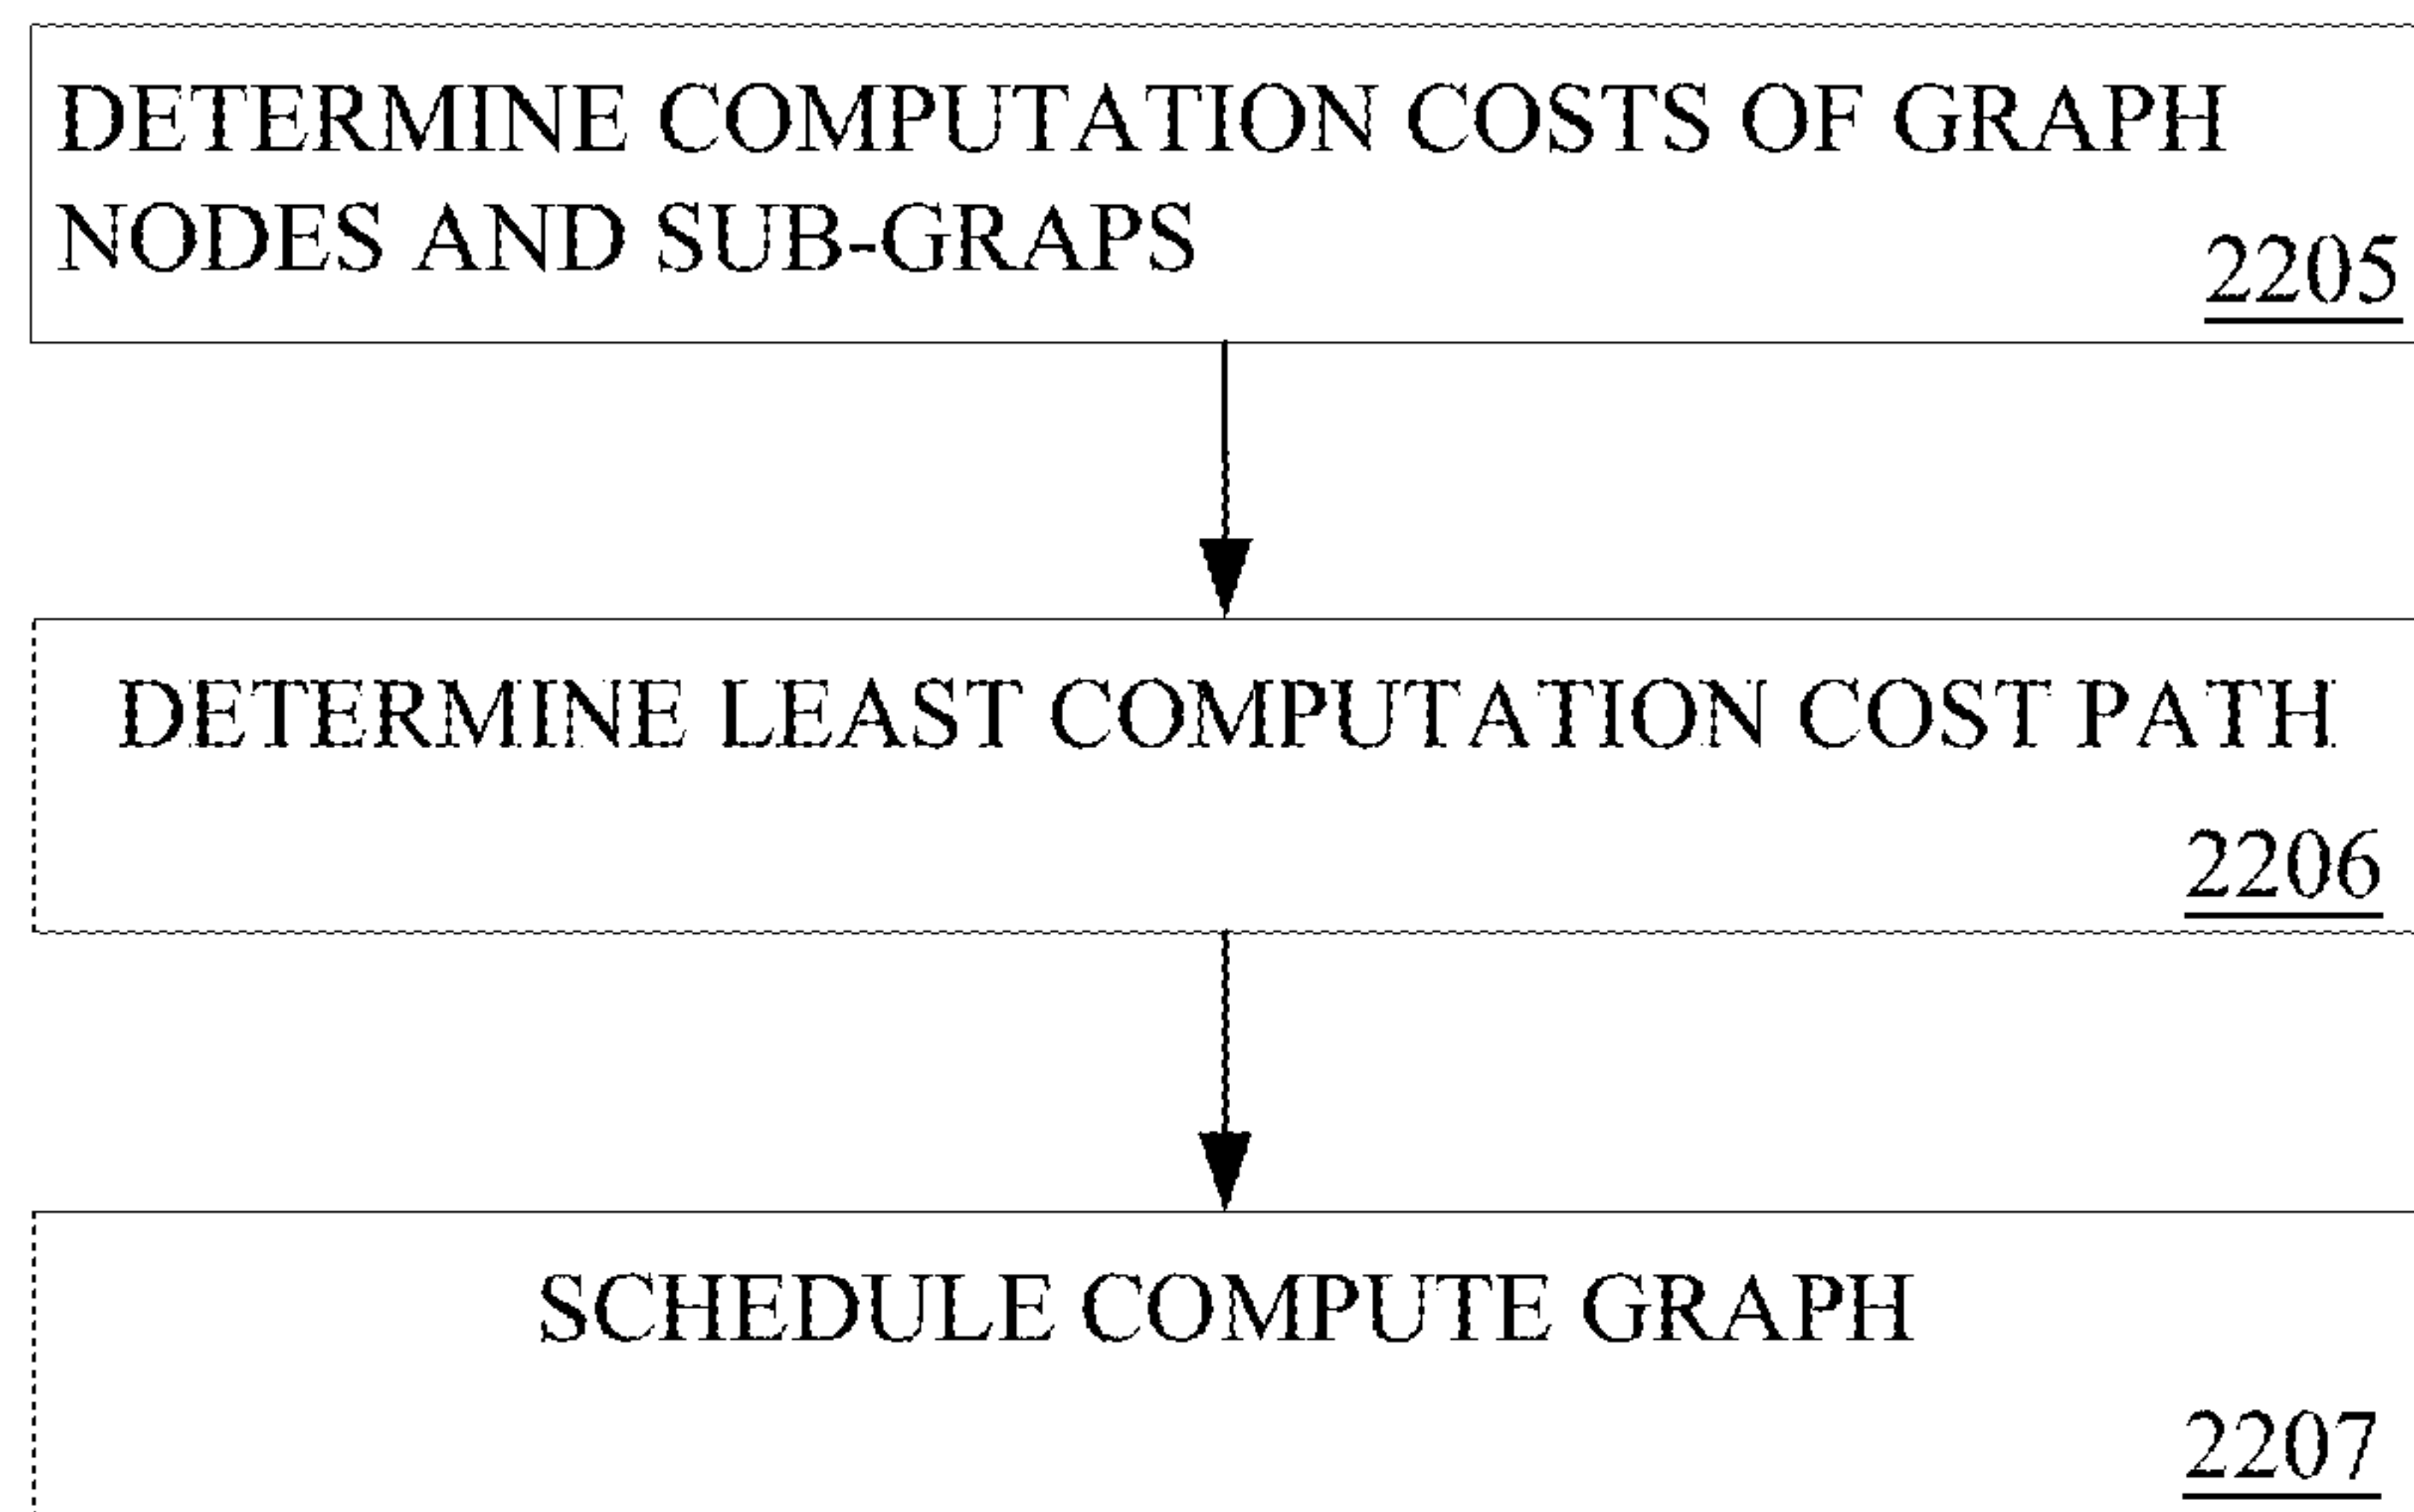 DETERMINE COMPUTATION COSTS OF GRAPH
NODES AND SUB-GRAPS
2205
DETERMINE LEAST COMPUTATION COST PATH
2206
SCHEDULE COMPUTE GRAPH
2207